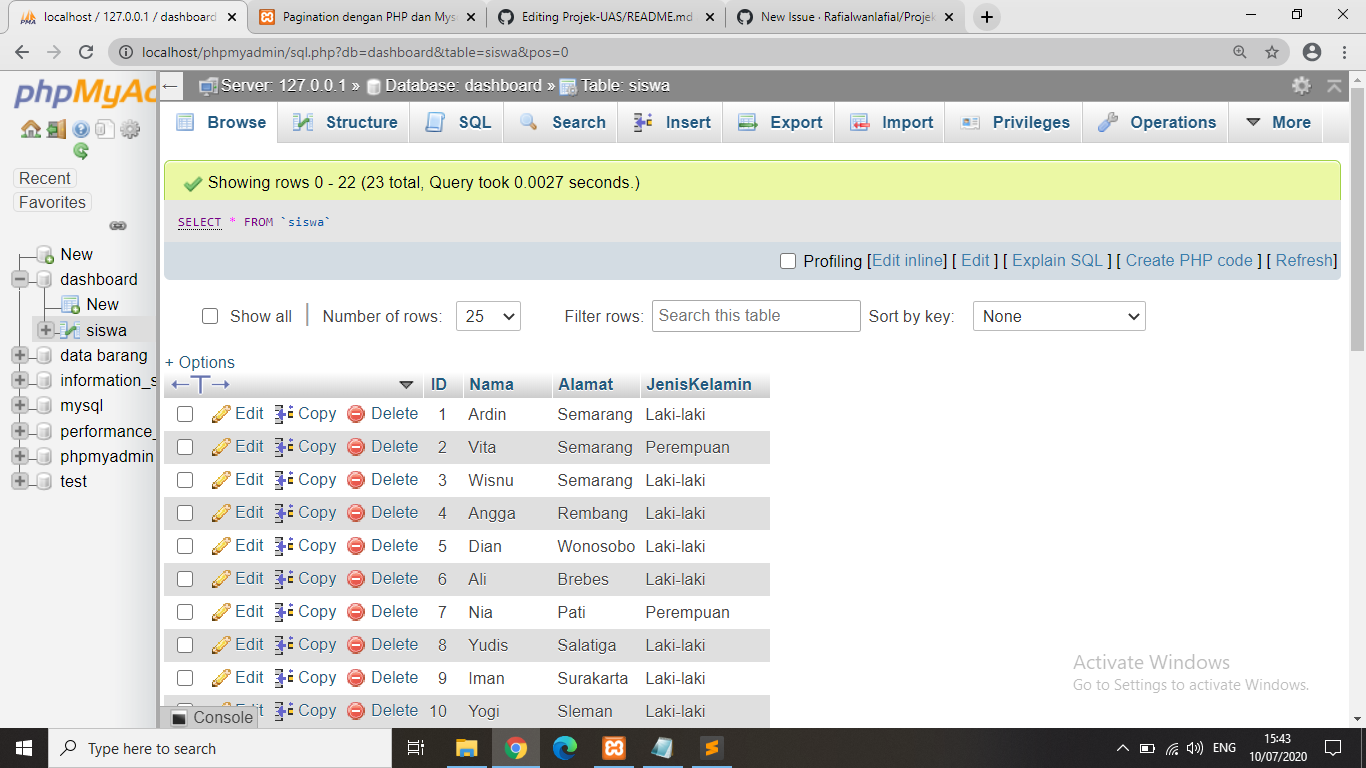 localhost / 127.0.0.1 / dashboard
Pagination dengan PHP dan Mys
Editing Projek-UAS/README.md
New Issue · Rafialwanlafial/Projek
localhost/phpmyadmin/sql.php?db=dashboard&table=siswa&pos=0
phpMyAd
Server: 127.0.0.1 » Database: dashboard » Table: siswa
Browse Structure SQL Search Insert Export Import Privileges Operations More
Recent
Favorites
New
dashboard
New
siswa
data barang
information_s
mysql
performance_
phpmyadmin
test
Showing rows 0 - 22 (23 total, Query took 0.0027 seconds.)
SELECT * FROM `siswa`
Profiling [Edit inline] [ Edit ] [ Explain SQL ] [ Create PHP code ] [ Refresh]
Show all | Number of rows: 25 Filter rows: Search this table Sort by key: None
+ Options
←T→ ID Nama Alamat JenisKelamin
Edit Copy Delete 1 Ardin Semarang Laki-laki
Edit Copy Delete 2 Vita Semarang Perempuan
Edit Copy Delete 3 Wisnu Semarang Laki-laki
Edit Copy Delete 4 Angga Rembang Laki-laki
Edit Copy Delete 5 Dian Wonosobo Laki-laki
Edit Copy Delete 6 Ali Brebes Laki-laki
Edit Copy Delete 7 Nia Pati Perempuan
Edit Copy Delete 8 Yudis Salatiga Laki-laki
Edit Copy Delete 9 Iman Surakarta Laki-laki
Edit Copy Delete 10 Yogi Sleman Laki-laki
Console
Activate Windows
Go to Settings to activate Windows.
Type here to search
ENG
15:43
10/07/2020